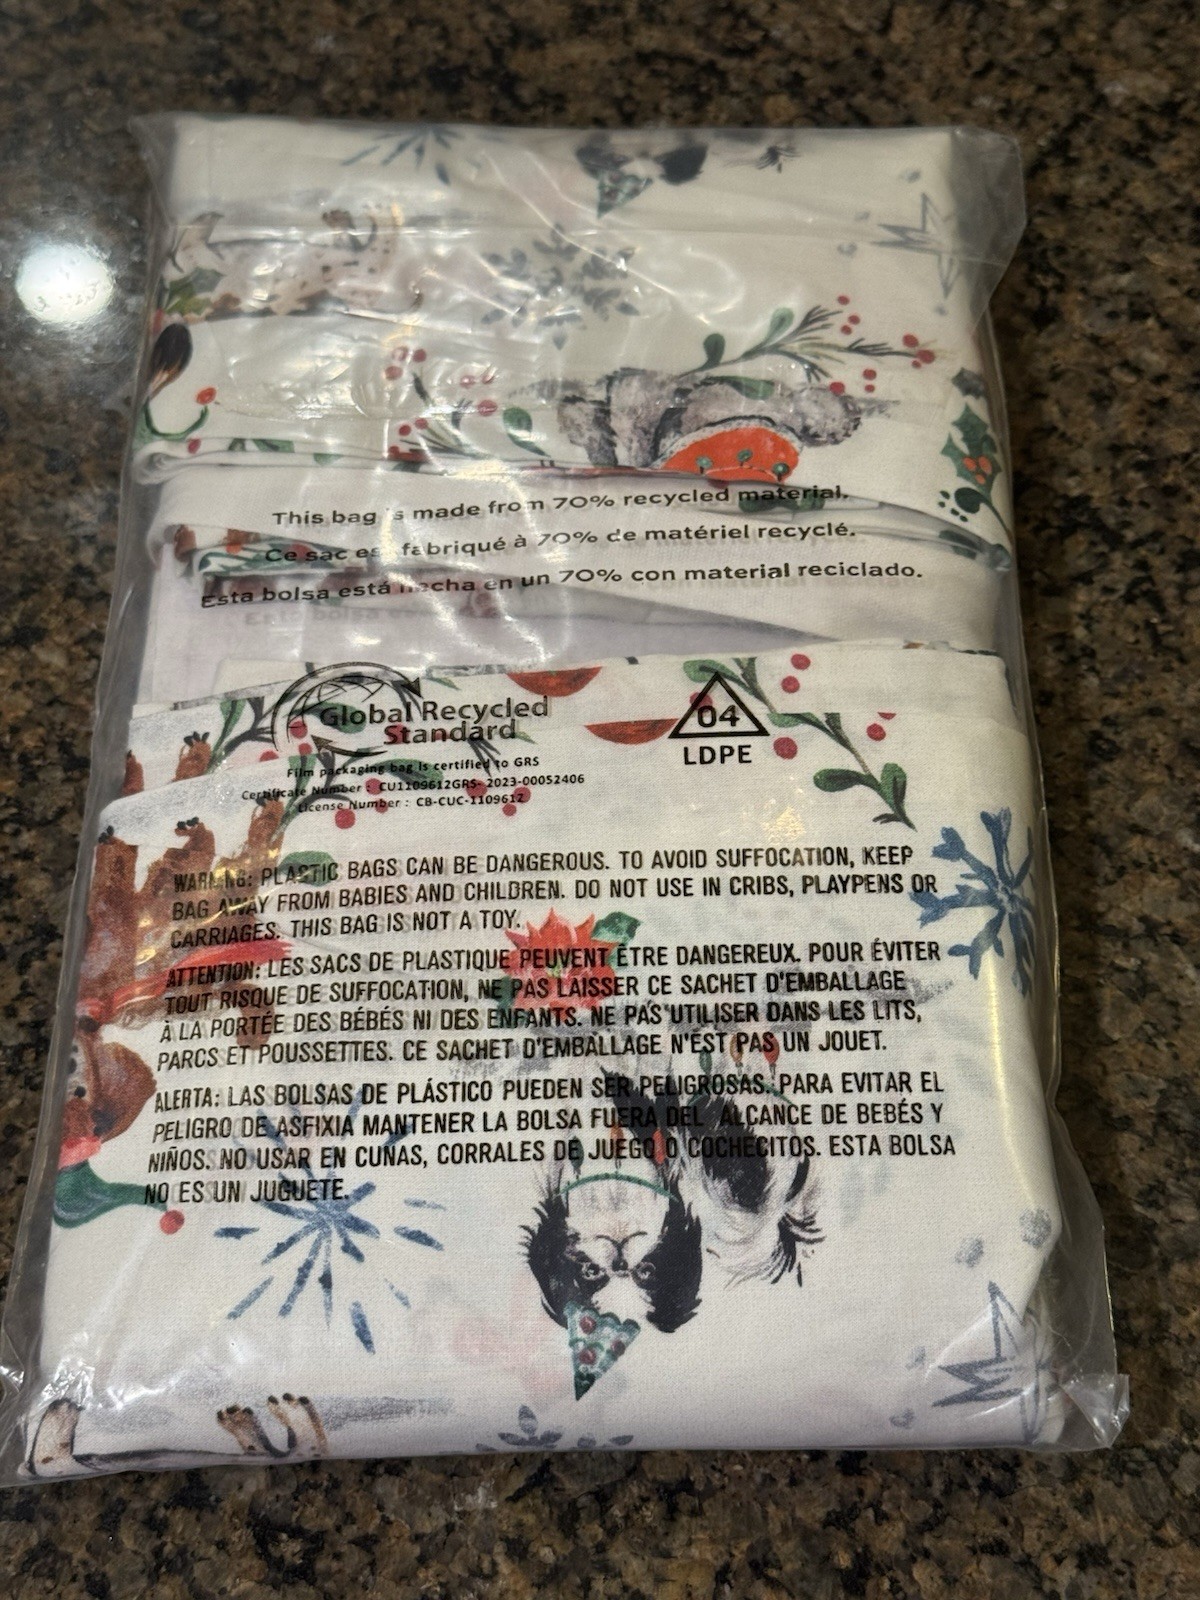 This bag is made from 70% recycled material.
Ce sac est fabriqué à 70% de matériel recyclé.
Esta bolsa está hecha en un 70% con material reciclado.
Global Recycled
Standard
Film packaging bag is certified to GRS
Certificate Number : CU1109612GRS- 2023-00052406
License Number : CB-CUC-1109612
04
LDPE
WARNING: PLASTIC BAGS CAN BE DANGEROUS. TO AVOID SUFFOCATION, KEEP
BAG AWAY FROM BABIES AND CHILDREN. DO NOT USE IN CRIBS, PLAYPENS OR
CARRIAGES. THIS BAG IS NOT A TOY.
ATTENTION: LES SACS DE PLASTIQUE PEUVENT ÊTRE DANGEREUX. POUR ÉVITER
TOUT RISQUE DE SUFFOCATION, NE PAS LAISSER CE SACHET D'EMBALLAGE
À LA PORTÉE DES BÉBÉS NI DES ENFANTS. NE PAS UTILISER DANS LES LITS,
PARCS ET POUSSETTES. CE SACHET D'EMBALLAGE N'ÉST PAS UN JOUET.
ALERTA: LAS BOLSAS DE PLÁSTICO PUEDEN SER PELIGROSAS. PARA EVITAR EL
PELIGRO DE ASFIXIA MANTENER LA BOLSA FUERA DEL ALCANCE DE BEBÉS Y
NIÑOS. NO USAR EN CUNAS, CORRALES DE JUEGO O COCHECITOS. ESTA BOLSA
NO ES UN JUGUETE.